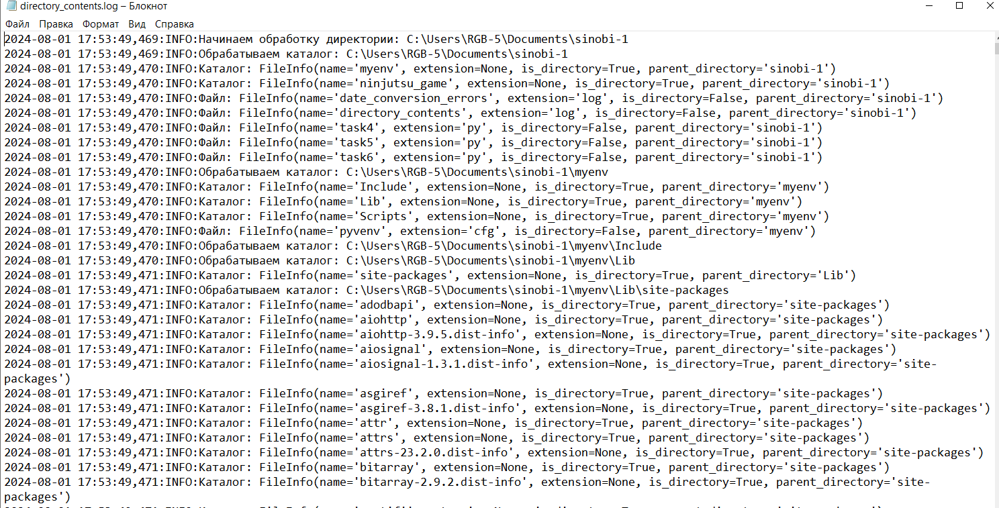 directory_contents.log – Блокнот
Файл Правка Формат Вид Справка
2024-08-01 17:53:49,469:INFO:Начинаем обработку директории: C:\Users\RGB-5\Documents\sinobi-1
2024-08-01 17:53:49,469:INFO:Обрабатываем каталог: C:\Users\RGB-5\Documents\sinobi-1
2024-08-01 17:53:49,470:INFO:Каталог: FileInfo(name='myenv', extension=None, is_directory=True, parent_directory='sinobi-1')
2024-08-01 17:53:49,470:INFO:Каталог: FileInfo(name='ninjutsu_game', extension=None, is_directory=True, parent_directory='sinobi-1')
2024-08-01 17:53:49,470:INFO:Файл: FileInfo(name='date_conversion_errors', extension='log', is_directory=False, parent_directory='sinobi-1')
2024-08-01 17:53:49,470:INFO:Файл: FileInfo(name='directory_contents', extension='log', is_directory=False, parent_directory='sinobi-1')
2024-08-01 17:53:49,470:INFO:Файл: FileInfo(name='task4', extension='py', is_directory=False, parent_directory='sinobi-1')
2024-08-01 17:53:49,470:INFO:Файл: FileInfo(name='task5', extension='py', is_directory=False, parent_directory='sinobi-1')
2024-08-01 17:53:49,470:INFO:Файл: FileInfo(name='task6', extension='py', is_directory=False, parent_directory='sinobi-1')
2024-08-01 17:53:49,470:INFO:Обрабатываем каталог: C:\Users\RGB-5\Documents\sinobi-1\myenv
2024-08-01 17:53:49,470:INFO:Каталог: FileInfo(name='Include', extension=None, is_directory=True, parent_directory='myenv')
2024-08-01 17:53:49,470:INFO:Каталог: FileInfo(name='Lib', extension=None, is_directory=True, parent_directory='myenv')
2024-08-01 17:53:49,470:INFO:Каталог: FileInfo(name='Scripts', extension=None, is_directory=True, parent_directory='myenv')
2024-08-01 17:53:49,470:INFO:Файл: FileInfo(name='pyvenv', extension='cfg', is_directory=False, parent_directory='myenv')
2024-08-01 17:53:49,470:INFO:Обрабатываем каталог: C:\Users\RGB-5\Documents\sinobi-1\myenv\Include
2024-08-01 17:53:49,470:INFO:Обрабатываем каталог: C:\Users\RGB-5\Documents\sinobi-1\myenv\Lib
2024-08-01 17:53:49,471:INFO:Каталог: FileInfo(name='site-packages', extension=None, is_directory=True, parent_directory='Lib')
2024-08-01 17:53:49,471:INFO:Обрабатываем каталог: C:\Users\RGB-5\Documents\sinobi-1\myenv\Lib\site-packages
2024-08-01 17:53:49,471:INFO:Каталог: FileInfo(name='adodbapi', extension=None, is_directory=True, parent_directory='site-packages')
2024-08-01 17:53:49,471:INFO:Каталог: FileInfo(name='aiohttp', extension=None, is_directory=True, parent_directory='site-packages')
2024-08-01 17:53:49,471:INFO:Каталог: FileInfo(name='aiohttp-3.9.5.dist-info', extension=None, is_directory=True, parent_directory='site-packages')
2024-08-01 17:53:49,471:INFO:Каталог: FileInfo(name='aiosignal', extension=None, is_directory=True, parent_directory='site-packages')
2024-08-01 17:53:49,471:INFO:Каталог: FileInfo(name='aiosignal-1.3.1.dist-info', extension=None, is_directory=True, parent_directory='site-
packages')
2024-08-01 17:53:49,471:INFO:Каталог: FileInfo(name='asgiref', extension=None, is_directory=True, parent_directory='site-packages')
2024-08-01 17:53:49,471:INFO:Каталог: FileInfo(name='asgiref-3.8.1.dist-info', extension=None, is_directory=True, parent_directory='site-packages')
2024-08-01 17:53:49,471:INFO:Каталог: FileInfo(name='attr', extension=None, is_directory=True, parent_directory='site-packages')
2024-08-01 17:53:49,471:INFO:Каталог: FileInfo(name='attrs', extension=None, is_directory=True, parent_directory='site-packages')
2024-08-01 17:53:49,471:INFO:Каталог: FileInfo(name='attrs-23.2.0.dist-info', extension=None, is_directory=True, parent_directory='site-packages')
2024-08-01 17:53:49,471:INFO:Каталог: FileInfo(name='bitarray', extension=None, is_directory=True, parent_directory='site-packages')
2024-08-01 17:53:49,471:INFO:Каталог: FileInfo(name='bitarray-2.9.2.dist-info', extension=None, is_directory=True, parent_directory='site-
packages')